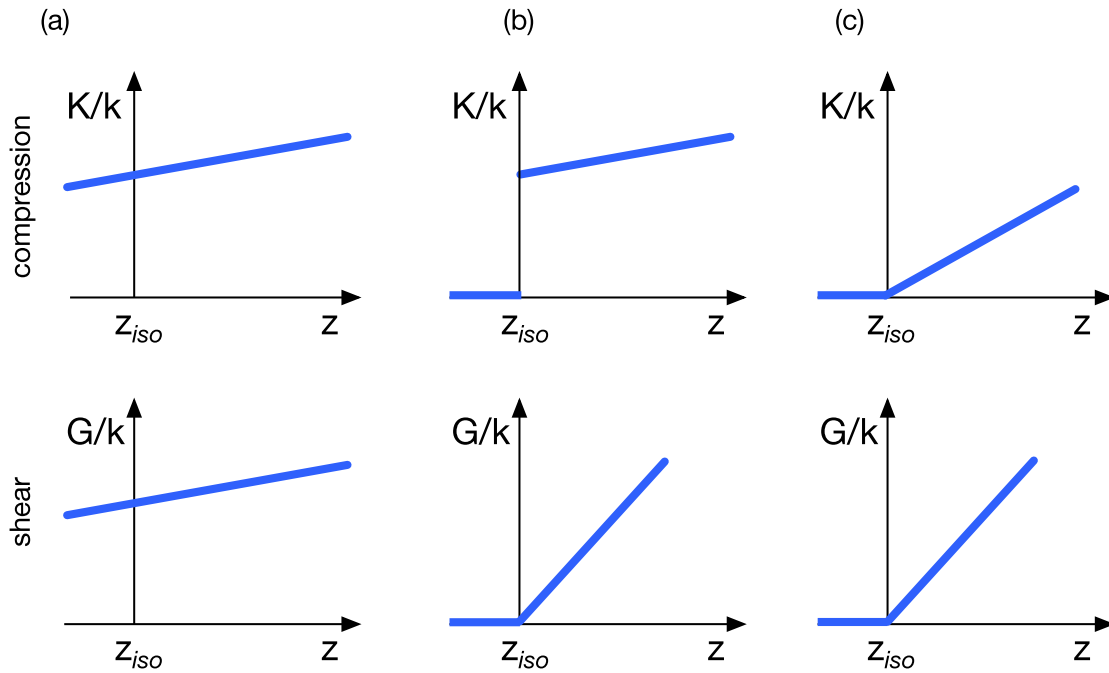 (a) (b) (c)
compression
K/k K/k K/k
z_iso z z_iso z z_iso z
shear
G/k G/k G/k
z_iso z z_iso z z_iso z